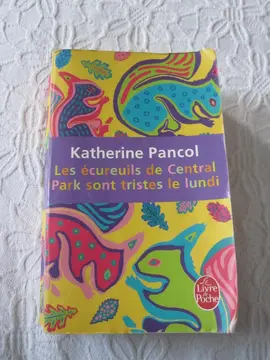 Katherine Pancol
Les écureuils de Central
Park sont tristes le lundi
Le
Livre
de
Poche